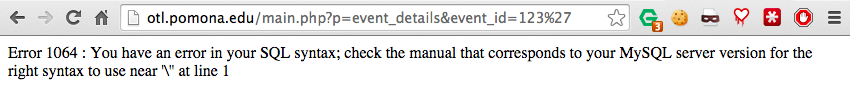 otl.pomona.edu/main.php?p=event_details&event_id=123%27
3
Error 1064 : You have an error in your SQL syntax; check the manual that corresponds to your MySQL server version for the
right syntax to use near '\'' at line 1